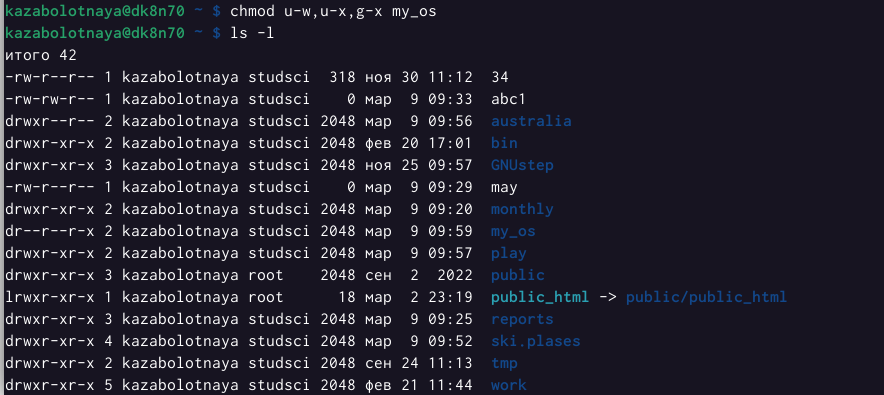 kazabolotnaya@dk8n70 ~ $ chmod u-w,u-x,g-x my_os
kazabolotnaya@dk8n70 ~ $ ls -l
итого 42
-rw-r--r-- 1 kazabolotnaya studsci  318 ноя 30 11:12  34
-rw-rw-r-- 1 kazabolotnaya studsci    0 мар  9 09:33  abc1
drwxr--r-- 2 kazabolotnaya studsci 2048 мар  9 09:56  australia
drwxr-xr-x 2 kazabolotnaya studsci 2048 фев 20 17:01  bin
drwxr-xr-x 3 kazabolotnaya studsci 2048 ноя 25 09:57  GNUstep
-rw-r--r-- 1 kazabolotnaya studsci    0 мар  9 09:29  may
drwxr-xr-x 2 kazabolotnaya studsci 2048 мар  9 09:20  monthly
dr--r--r-x 2 kazabolotnaya studsci 2048 мар  9 09:59  my_os
drwxr-xr-x 2 kazabolotnaya studsci 2048 мар  9 09:57  play
drwxr-xr-x 3 kazabolotnaya root    2048 сен  2  2022  public
lrwxr-xr-x 1 kazabolotnaya root      18 мар  2 23:19  public_html -> public/public_html
drwxr-xr-x 3 kazabolotnaya studsci 2048 мар  9 09:25  reports
drwxr-xr-x 4 kazabolotnaya studsci 2048 мар  9 09:52  ski.plases
drwxr-xr-x 2 kazabolotnaya studsci 2048 сен 24 11:13  tmp
drwxr-xr-x 5 kazabolotnaya studsci 2048 фев 21 11:44  work